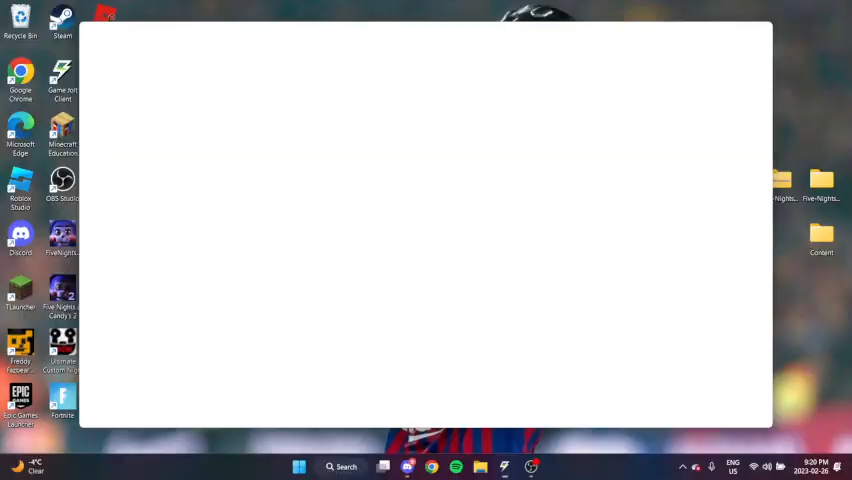 Recycle Bin
Steam
Google
Chrome
Game Jolt
Client
Microsoft
Edge
Minecraft
Education
Roblox
Studio
OBS Studio
Discord
FiveNights...
TLauncher
Five Nights
Candy's 2
Freddy
Fazbear...
Ultimate
Custom Nigh
Epic Games
Launcher
Fortnite
-Nights...
Five-Nights...
Content
-4°C
Clear
Search
ENG
US
9:20 PM
2023-02-26